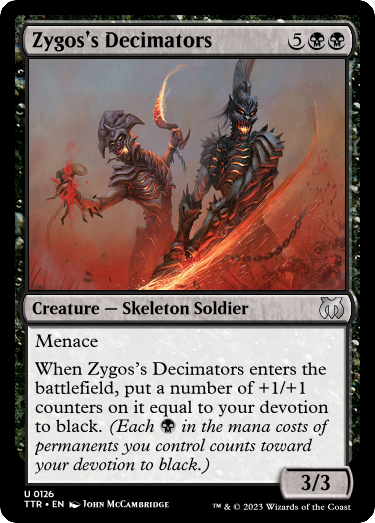 Zygos's Decimators 5
Creature — Skeleton Soldier
Menace
When Zygos's Decimators enters the
battlefield, put a number of +1/+1
counters on it equal to your devotion
to black. (Each in the mana costs of
permanents you control counts toward
your devotion to black.)
3/3
U 0126
TTR • EN John McCambridge
™ & © 2023 Wizards of the Coast